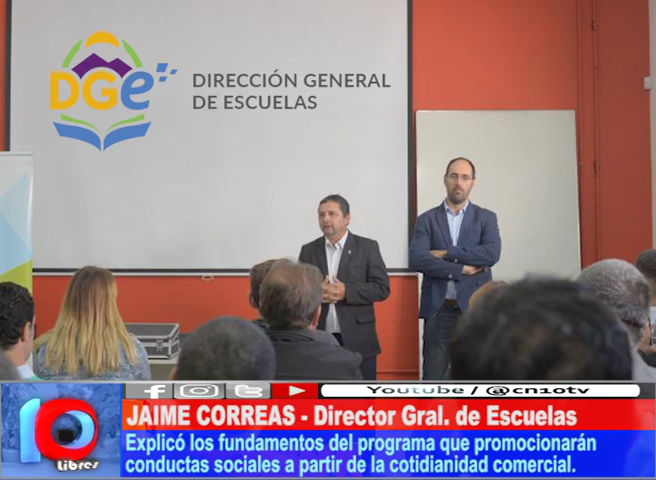 DGe
DIRECCIÓN GENERAL
DE ESCUELAS
Youtube / @cn10tv
10
Libres
JAIME CORREAS - Director Gral. de Escuelas
Explicó los fundamentos del programa que promocionarán
conductas sociales a partir de la cotidianidad comercial.